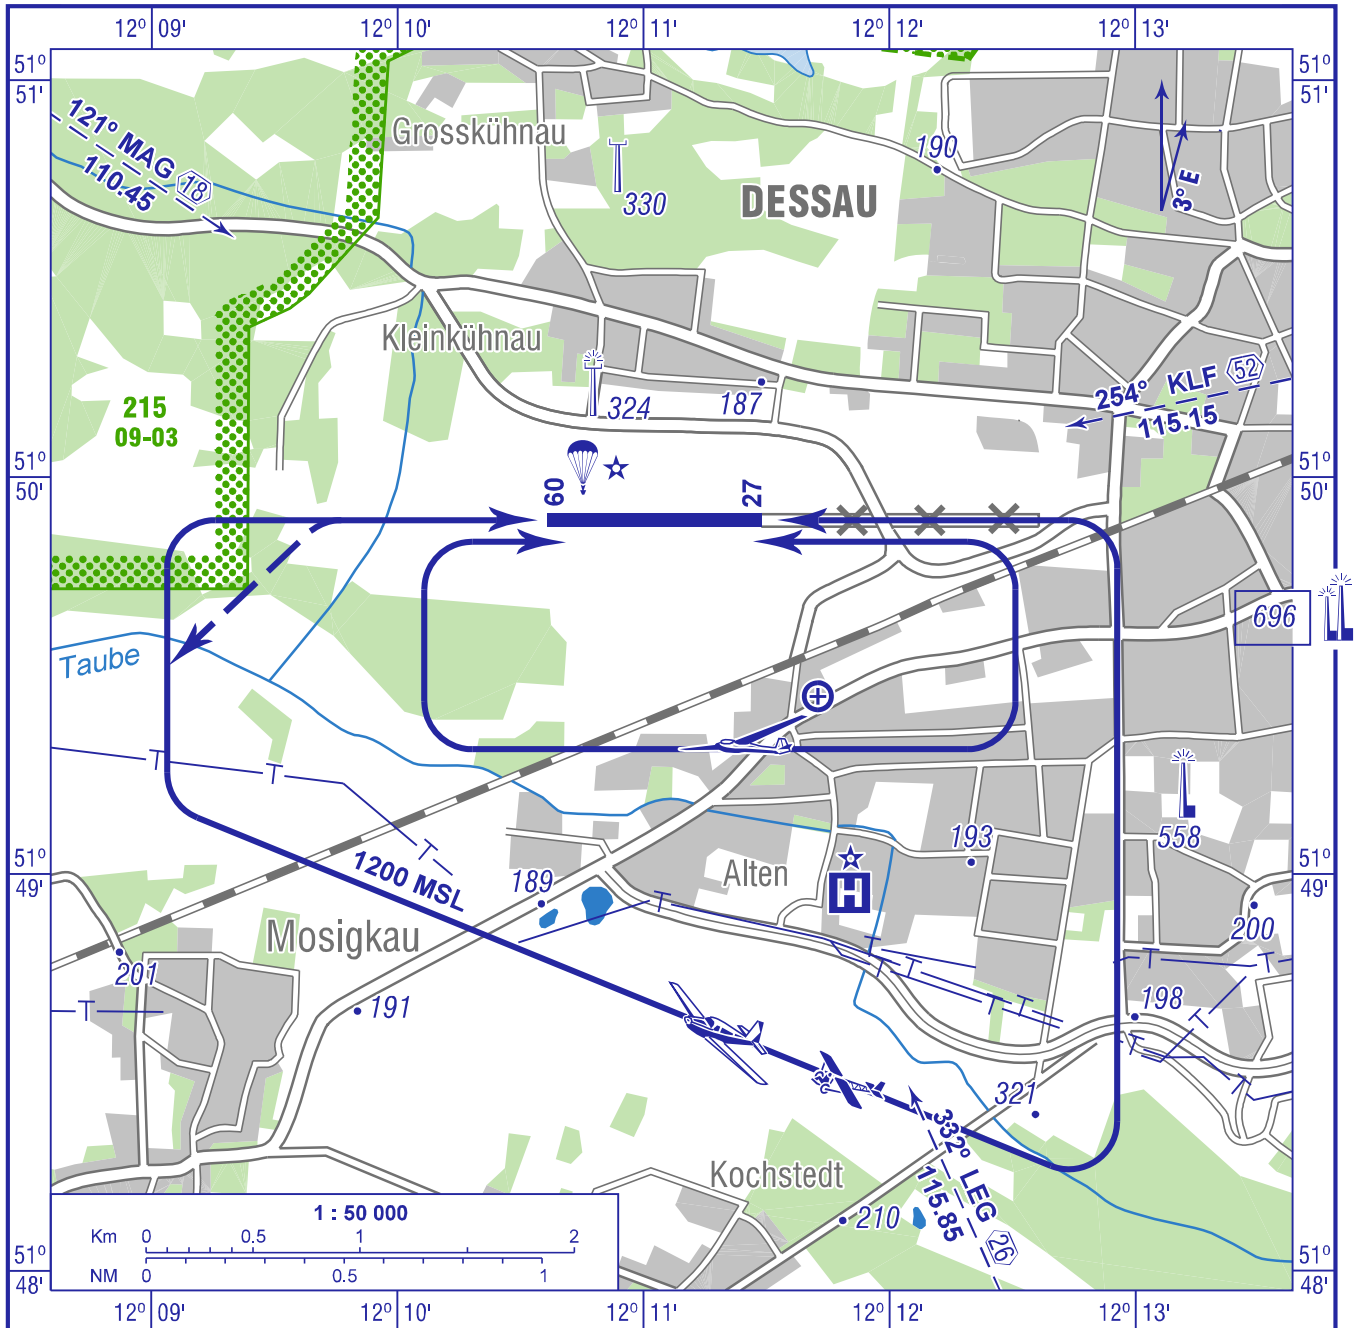 12° 09' 12° 10' 12° 11' 12° 12' 12° 13'
51° 51'
51° 51'
121° MAG 18
110.45
Grosskühnau
330
DESSAU
190
3° E
Kleinkühnau
324
187
254° KLF 52
115.15
215
09-03
51° 50'
51° 50'
09
27
Taube
696
T
T
T
1200 MSL
Alten
193
558
H
51° 49'
51° 49'
189
T
Mosigkau
200
201
191
T
T
T
T
T
T
T
198
T
T
T
T
321
332° LEG 26
115.85
Kochstedt
210
1 : 50 000
Km 0 0.5 1 2
NM 0 0.5 1
51° 48'
51° 48'
12° 09' 12° 10' 12° 11' 12° 12' 12° 13'